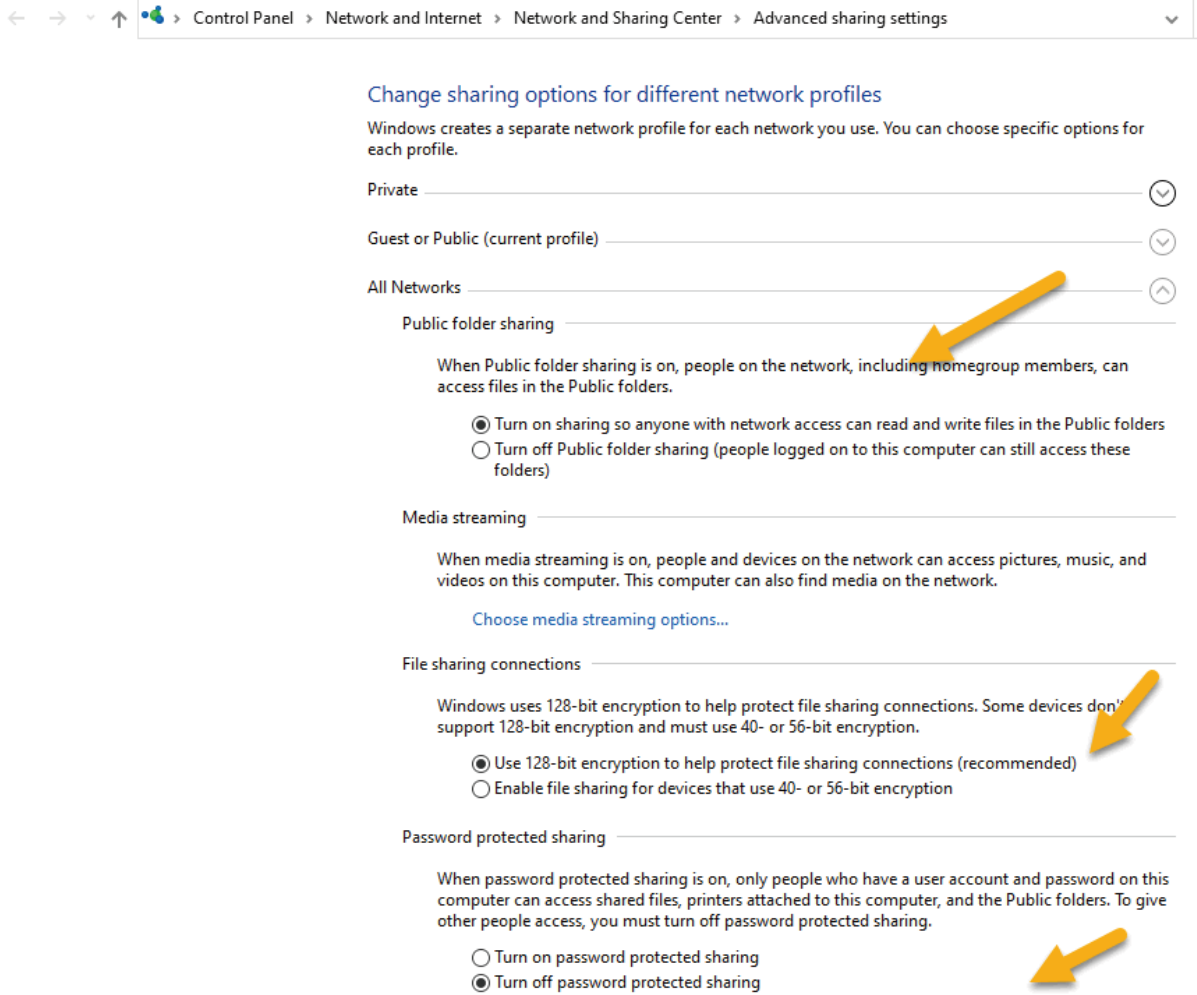 Control Panel > Network and Internet > Network and Sharing Center > Advanced sharing settings
Change sharing options for different network profiles
Windows creates a separate network profile for each network you use. You can choose specific options for
each profile.
Private
Guest or Public (current profile)
All Networks
Public folder sharing
When Public folder sharing is on, people on the network, including homegroup members, can
access files in the Public folders.
Turn on sharing so anyone with network access can read and write files in the Public folders
Turn off Public folder sharing (people logged on to this computer can still access these
folders)
Media streaming
When media streaming is on, people and devices on the network can access pictures, music, and
videos on this computer. This computer can also find media on the network.
Choose media streaming options...
File sharing connections
Windows uses 128-bit encryption to help protect file sharing connections. Some devices don't
support 128-bit encryption and must use 40- or 56-bit encryption.
Use 128-bit encryption to help protect file sharing connections (recommended)
Enable file sharing for devices that use 40- or 56-bit encryption
Password protected sharing
When password protected sharing is on, only people who have a user account and password on this
computer can access shared files, printers attached to this computer, and the Public folders. To give
other people access, you must turn off password protected sharing.
Turn on password protected sharing
Turn off password protected sharing